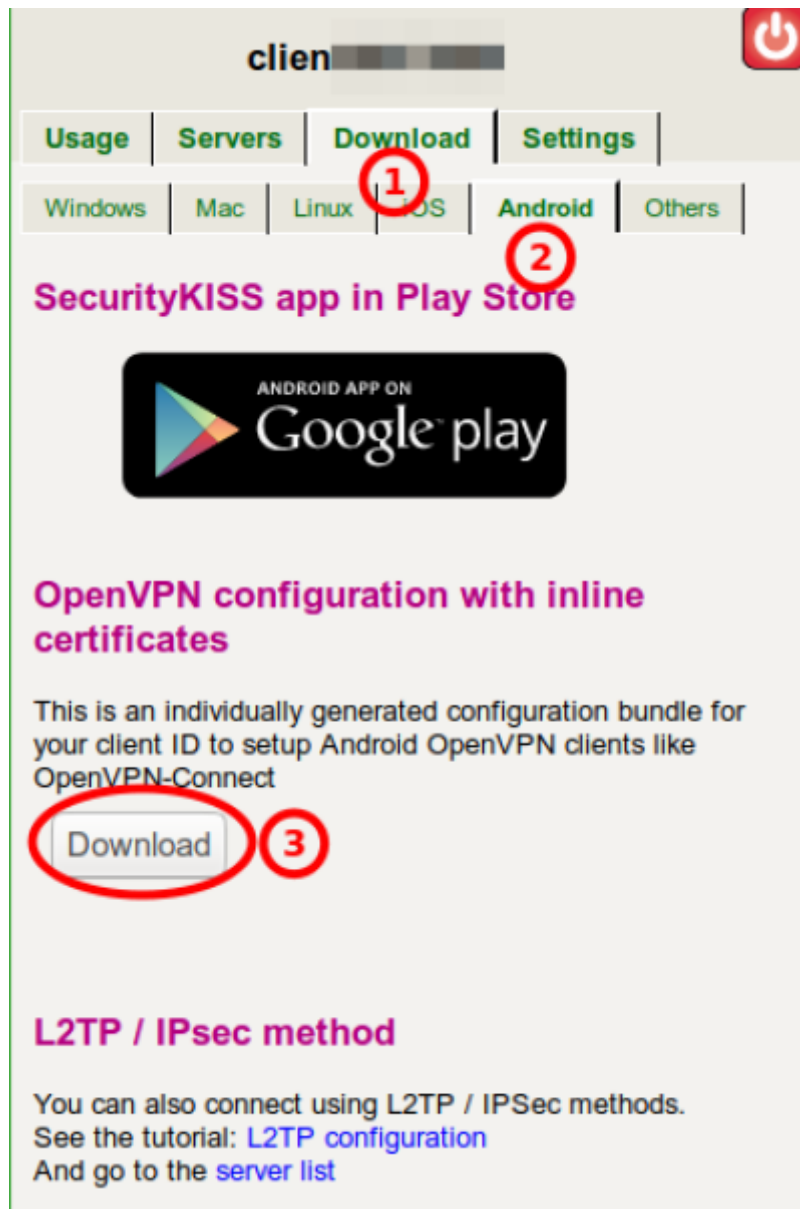 clien
Usage Servers Download Settings
1
Windows Mac Linux iOS Android Others
2
SecurityKISS app in Play Store
ANDROID APP ON
Google play
OpenVPN configuration with inline
certificates
This is an individually generated configuration bundle for
your client ID to setup Android OpenVPN clients like
OpenVPN-Connect
Download 3
L2TP / IPsec method
You can also connect using L2TP / IPSec methods.
See the tutorial: L2TP configuration
And go to the server list